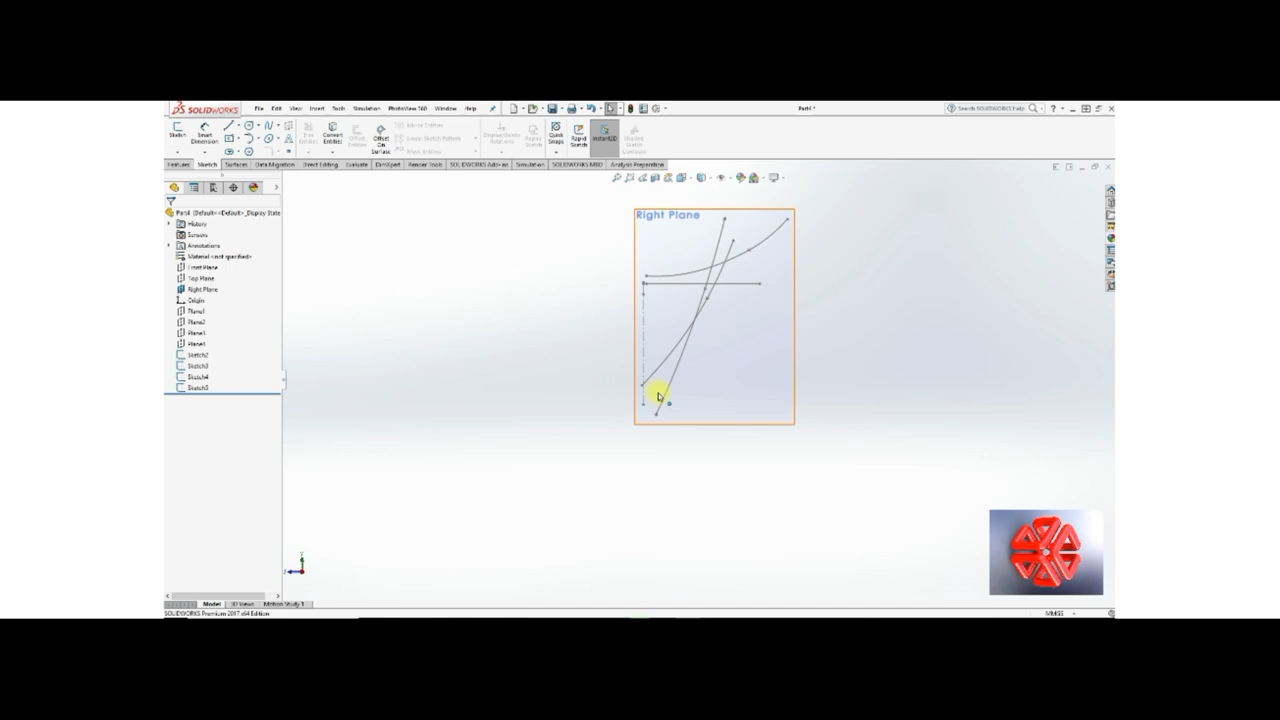 SOLIDWORKS File Edit View Insert Tools Simulation PhotoView 360 Window Help Part4 * Search SOLIDWORKS Help
Sketch Smart Dimension Trim Entities Convert Entities Offset Entities Offset On Surface Mirror Entities Linear Sketch Pattern Move Entities Display/Delete Relations Repair Sketch Quick Snaps Rapid Sketch Instant2D Shaded Sketch Contours
Features Sketch Surfaces Data Migration Direct Editing Evaluate DimXpert Render Tools SOLIDWORKS Add-Ins Simulation SOLIDWORKS MBD Analysis Preparation
Part4 (Default<<Default>_Display State
History
Sensors
Annotations
Material <not specified>
Front Plane
Top Plane
Right Plane
Origin
Plane1
Plane2
Plane3
Plane4
Sketch2
Sketch3
Sketch4
Sketch5
Right Plane
Model 3D Views Motion Study 1
SOLIDWORKS Premium 2017 x64 Edition MMGS